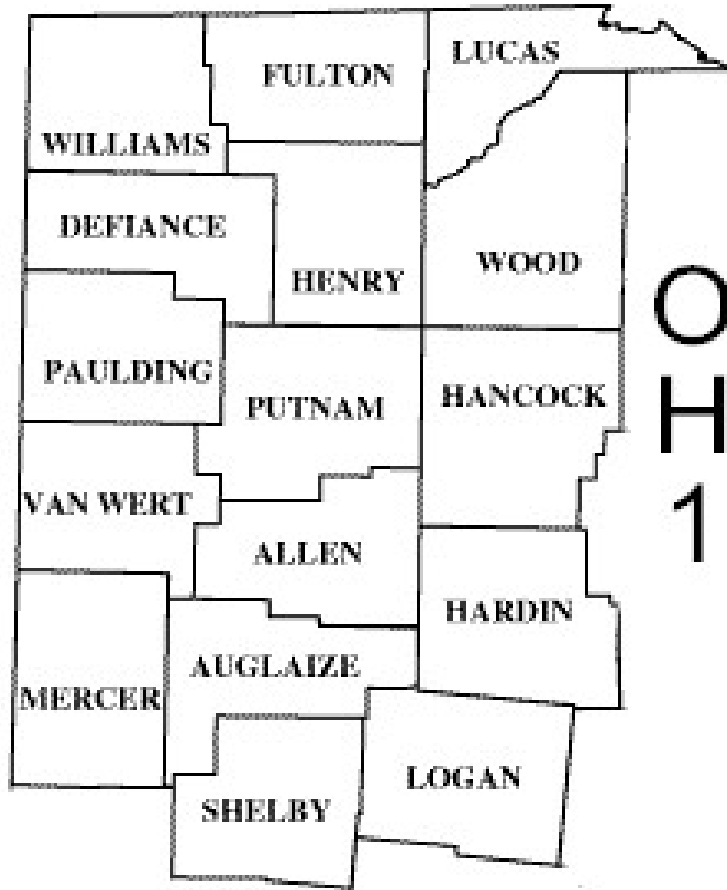 LUCAS
FULTON
WILLIAMS
DEFIANCE
WOOD
HENRY
O
H
1
PAULDING
HANCOCK
PUTNAM
VAN WERT
ALLEN
HARDIN
AUGLAIZE
MERCER
LOGAN
SHELBY